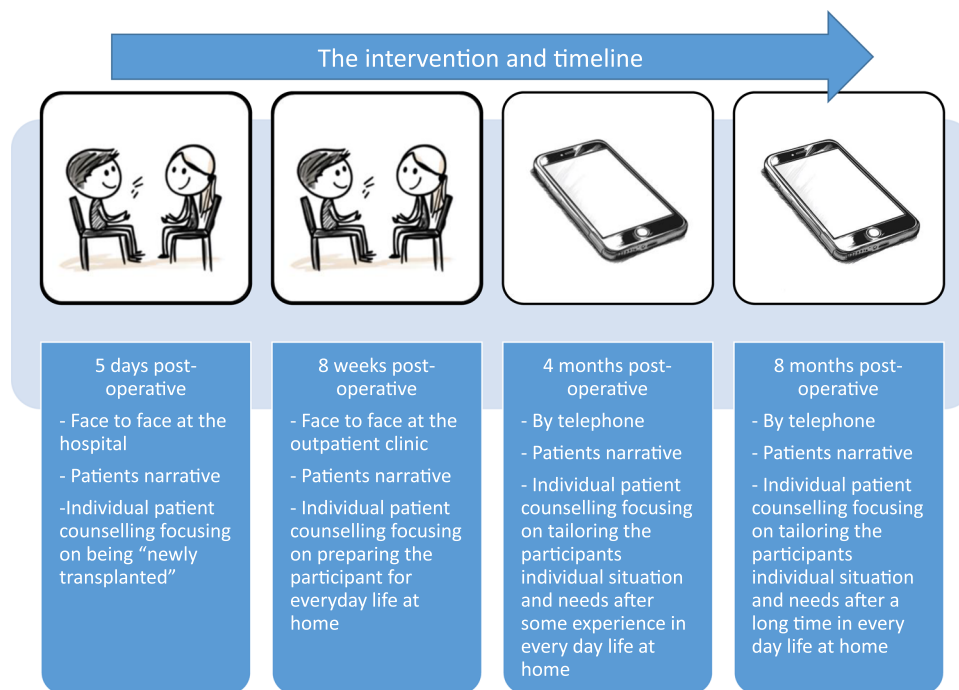 The intervention and timeline
5 days post-
operative
- Face to face at the
hospital
- Patients narrative
-Individual patient
counselling focusing
on being “newly
transplanted”
8 weeks post-
operative
- Face to face at the
outpatient clinic
- Patients narrative
- Individual patient
counselling focusing
on preparing the
participant for
everyday life at
home
4 months post-
operative
- By telephone
- Patients narrative
- Individual patient
counselling focusing
on tailoring the
participants
individual situation
and needs after
some experience in
every day life at
home
8 months post-
operative
- By telephone
- Patients narrative
- Individual patient
counselling focusing
on tailoring the
participants
individual situation
and needs after a
long time in every
day life at home